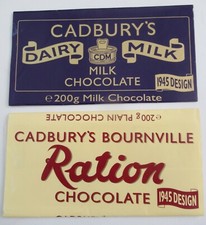 CADBURY'S
DAIRY MILK
CDM
MILK
CHOCOLATE
1945 DESIGN
e200g Milk Chocolate
e200g PLAIN CHOCOLATE
CADBURY'S BOURNVILLE
Ration
CHOCOLATE
1945 DESIGN